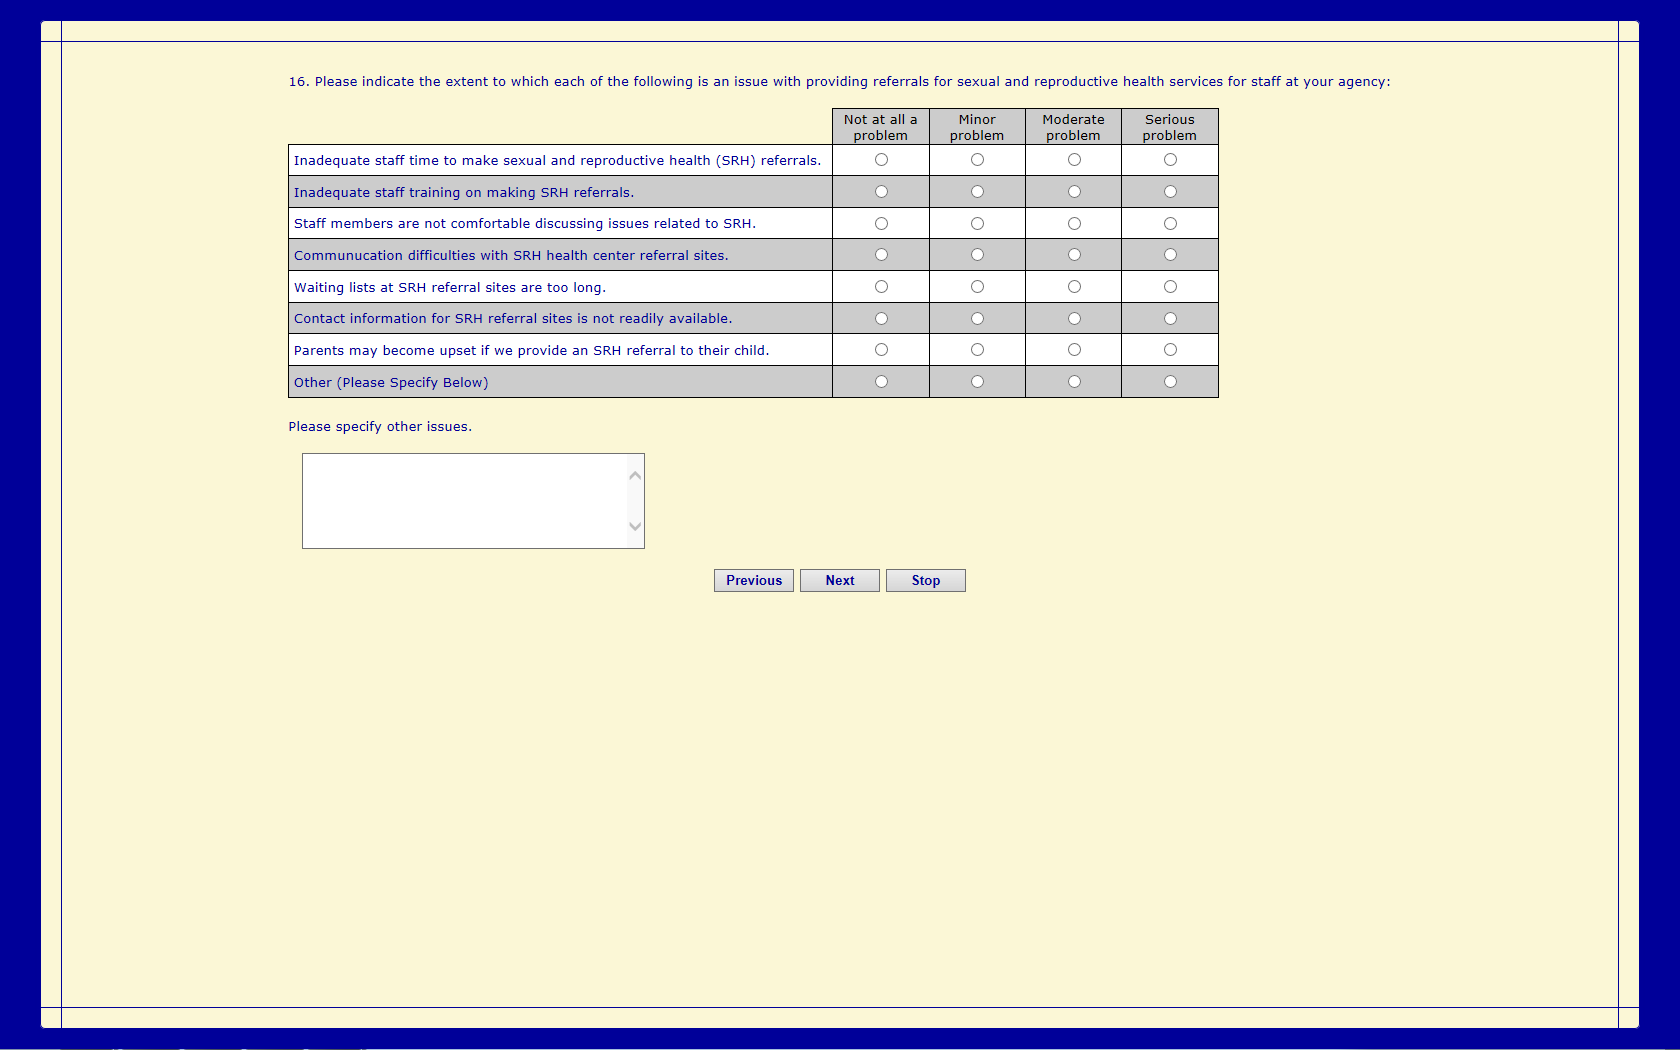 16. Please indicate the extent to which each of the following is an issue with providing referrals for sexual and reproductive health services for staff at your agency:
Not at all a problem
Minor problem
Moderate problem
Serious problem
Inadequate staff time to make sexual and reproductive health (SRH) referrals.
Inadequate staff training on making SRH referrals.
Staff members are not comfortable discussing issues related to SRH.
Communucation difficulties with SRH health center referral sites.
Waiting lists at SRH referral sites are too long.
Contact information for SRH referral sites is not readily available.
Parents may become upset if we provide an SRH referral to their child.
Other (Please Specify Below)
Please specify other issues.
Previous Next Stop